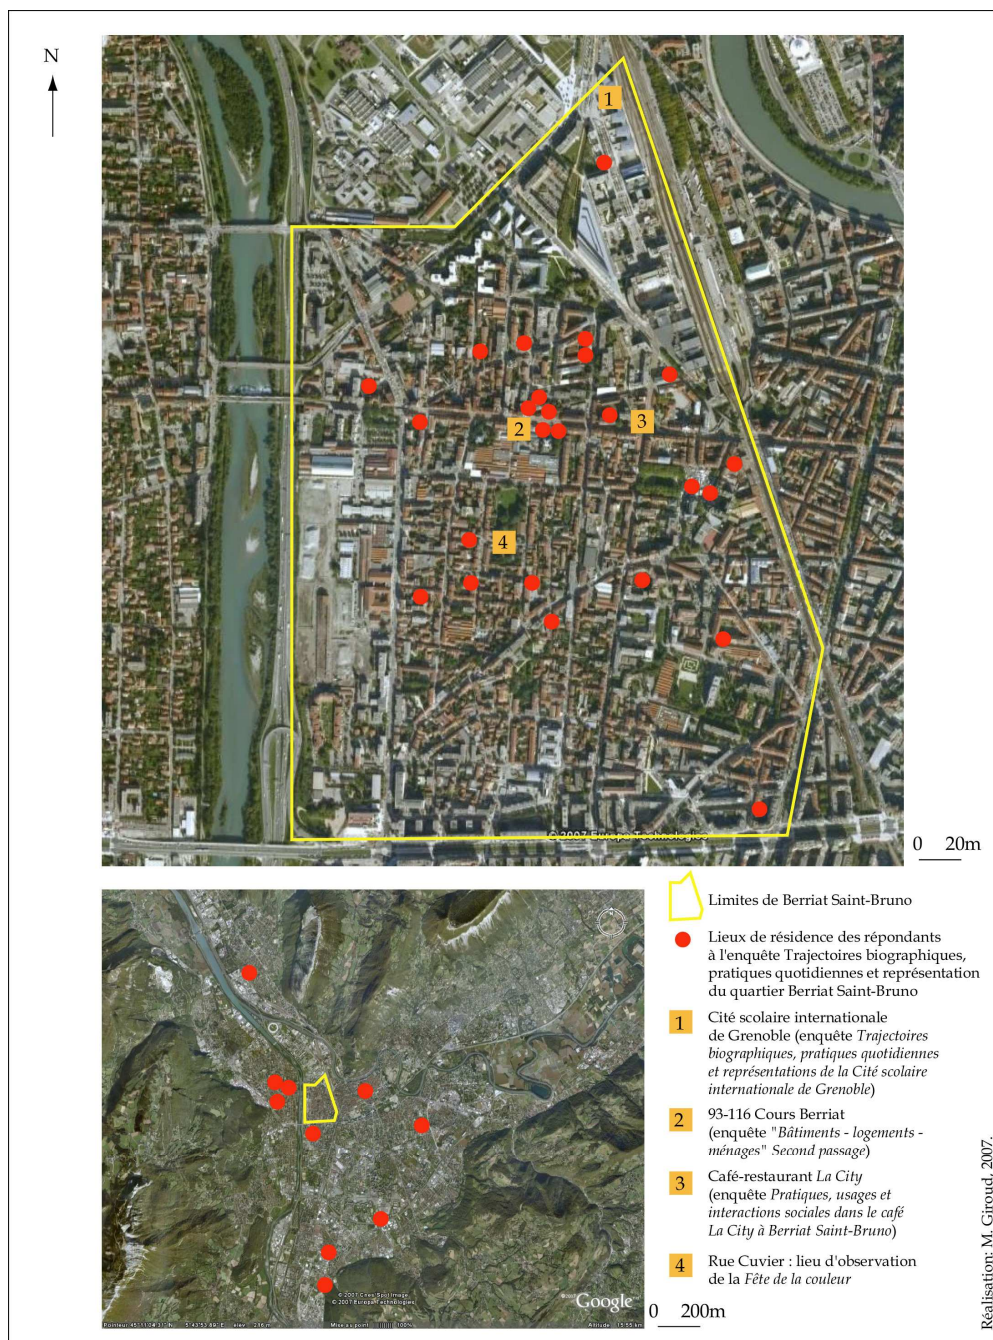 N
1
2
3
4
© 2007 Europa Technologies
0 20m
Limites de Berriat Saint-Bruno
Lieux de résidence des répondants
à l'enquête Trajectoires biographiques,
pratiques quotidiennes et représentation
du quartier Berriat Saint-Bruno
1 Cité scolaire internationale
de Grenoble (enquête Trajectoires
biographiques, pratiques quotidiennes
et représentations de la Cité scolaire
internationale de Grenoble)
2 93-116 Cours Berriat
(enquête "Bâtiments - logements -
ménages" Second passage)
3 Café-restaurant La City
(enquête Pratiques, usages et
interactions sociales dans le café
La City à Berriat Saint-Bruno)
4 Rue Cuvier : lieu d'observation
de la Fête de la couleur
© 2007 Cnes/Spot Image
© 2007 Europa Technologies
©2007 Google
Mise au point 100%
0 200m
Réalisation: M. Giroud, 2007.